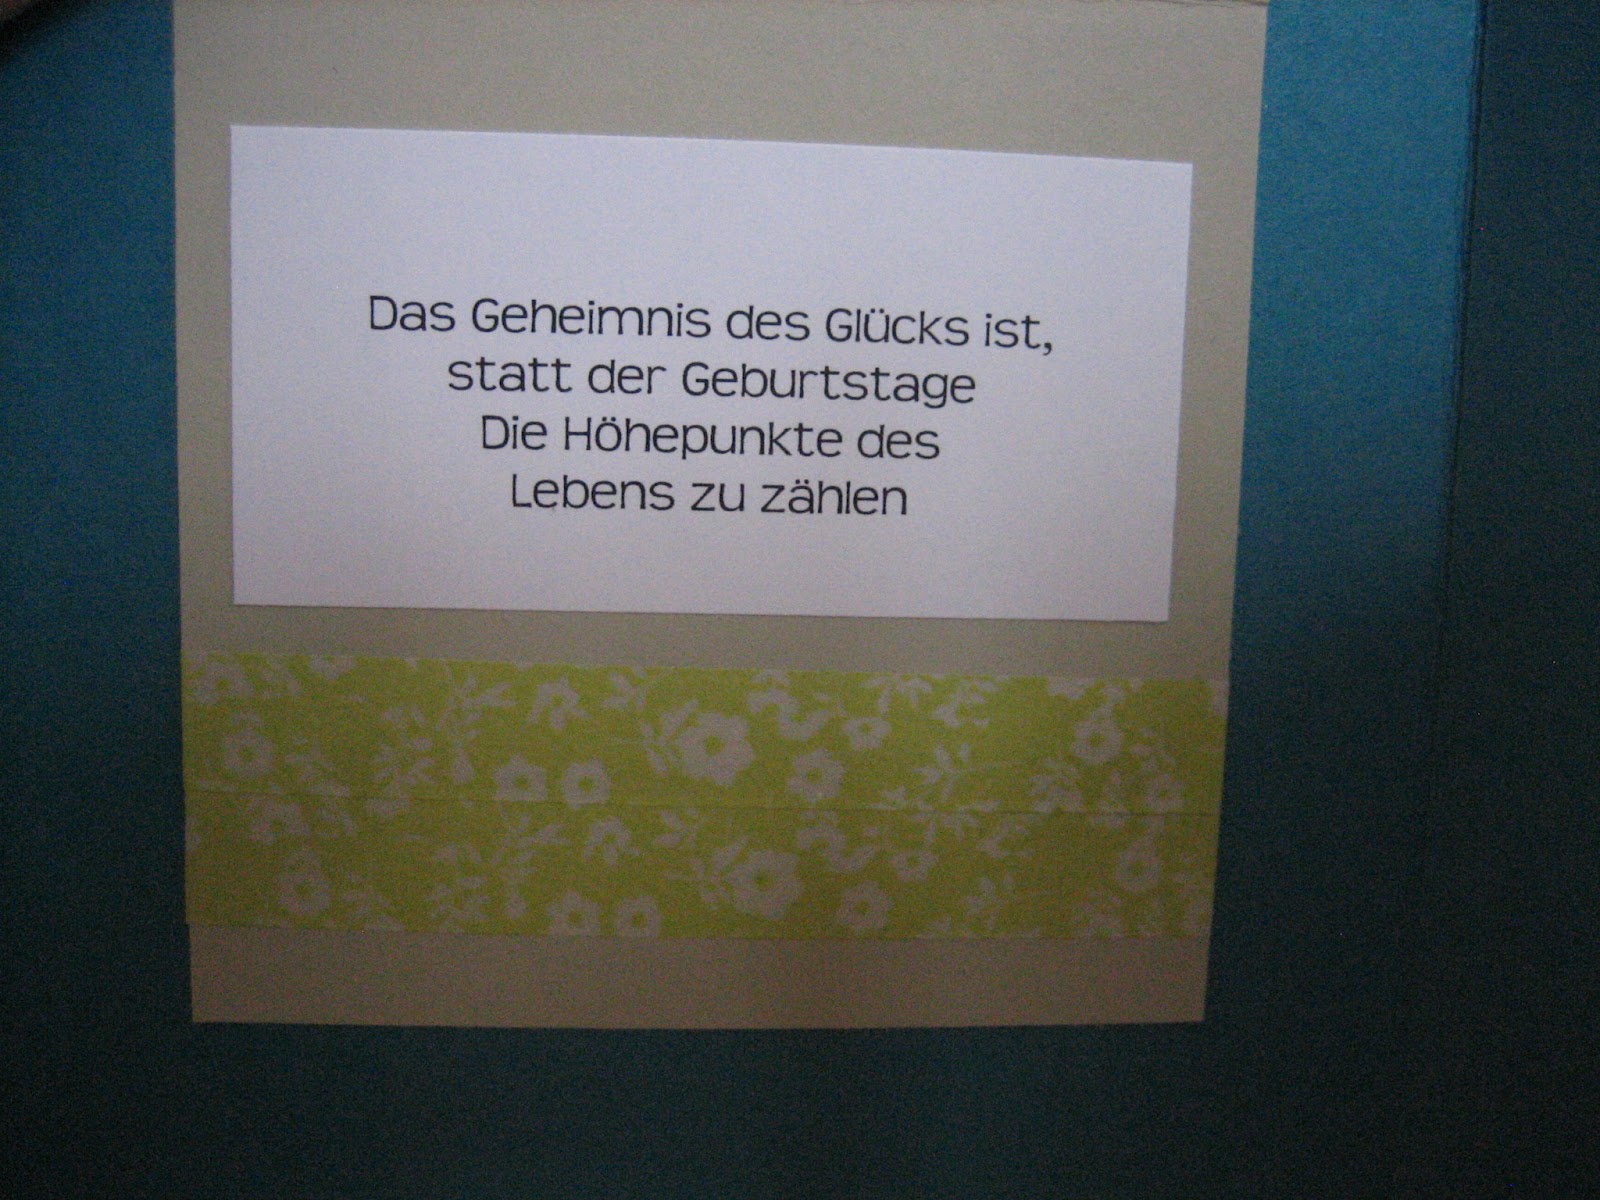 Das Geheimnis des Glücks ist,
statt der Geburtstage
Die Höhepunkte des
Lebens zu zählen